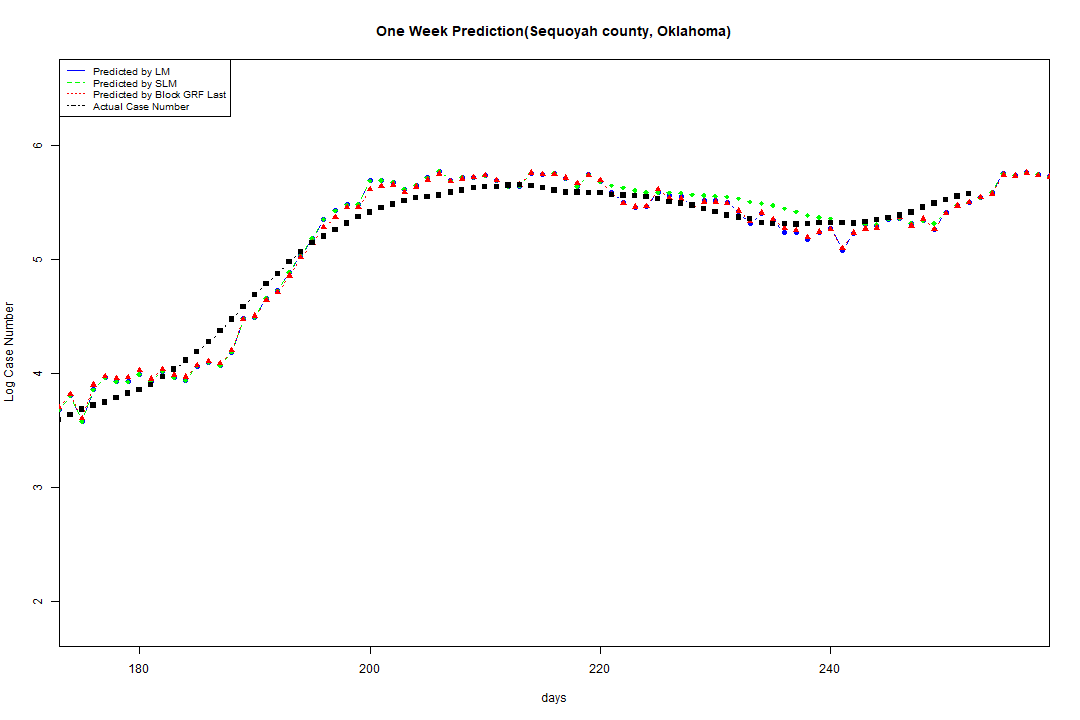 One Week Prediction(Sequoyah county, Oklahoma)
Predicted by LM
Predicted by SLM
Predicted by Block GRF Last
Actual Case Number
Log Case Number
6
5
4
3
2
180
200
220
240
days